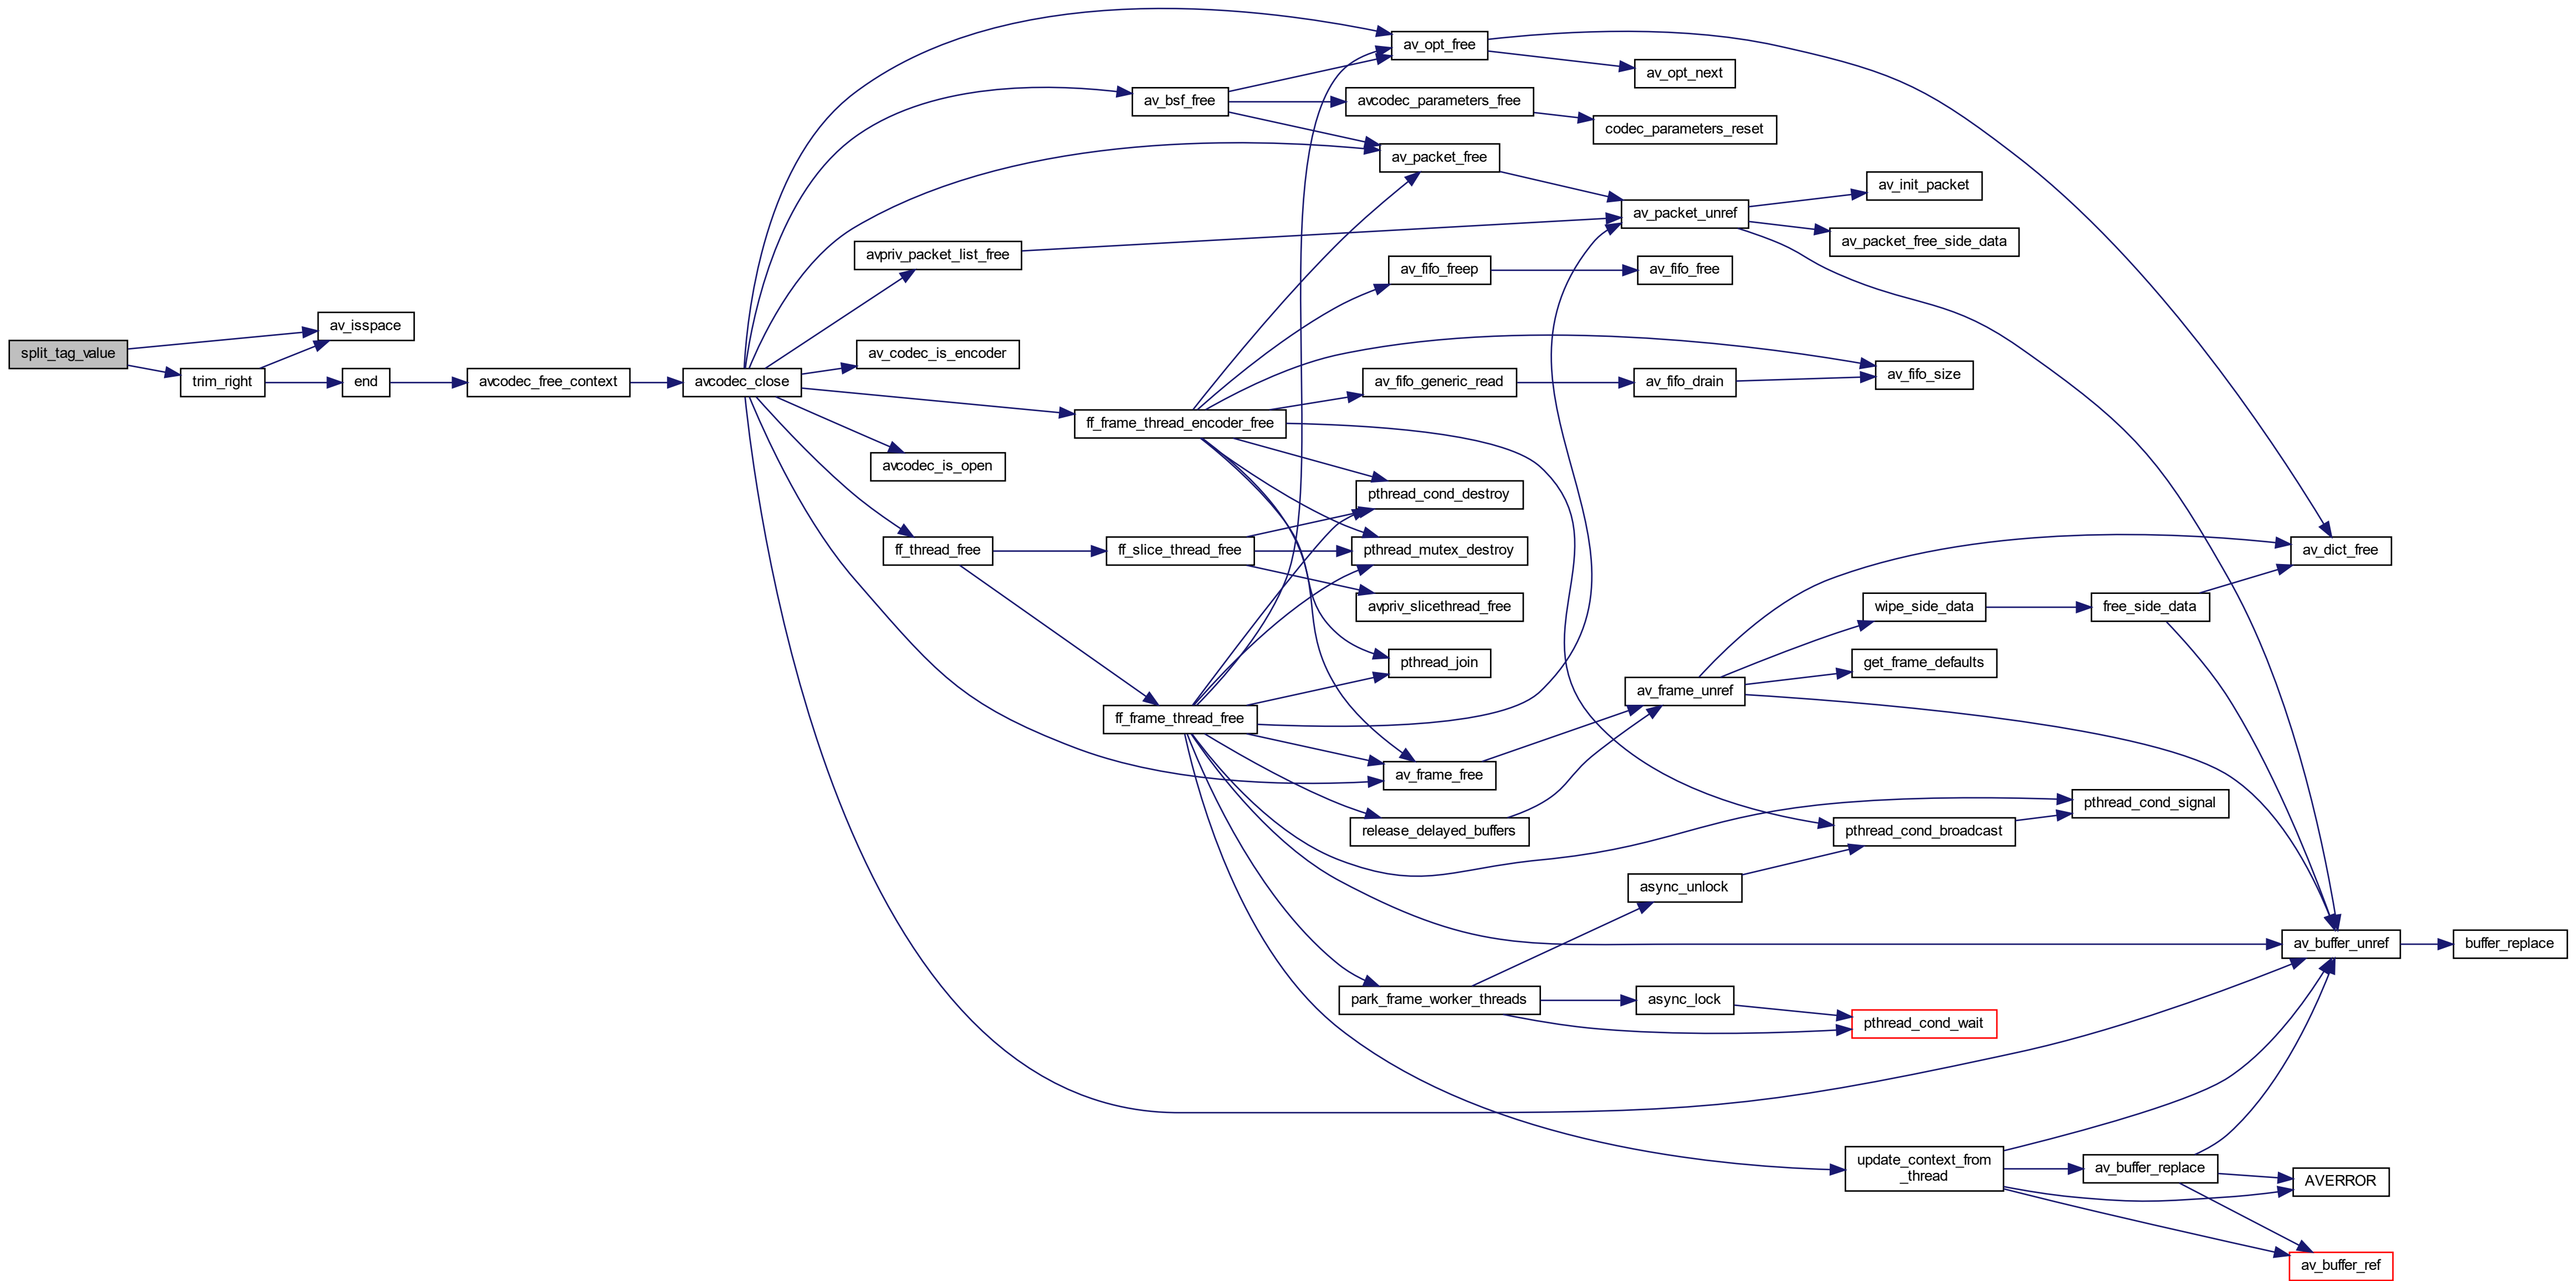 split_tag_value
av_isspace
trim_right
end
avcodec_free_context
avcodec_close
avpriv_packet_list_free
av_codec_is_encoder
avcodec_is_open
ff_thread_free
av_bsf_free
ff_frame_thread_encoder_free
ff_slice_thread_free
ff_frame_thread_free
av_opt_free
avcodec_parameters_free
av_packet_free
av_fifo_freep
av_fifo_generic_read
pthread_cond_destroy
pthread_mutex_destroy
avpriv_slicethread_free
pthread_join
av_frame_free
release_delayed_buffers
park_frame_worker_threads
av_opt_next
codec_parameters_reset
av_packet_unref
av_fifo_free
av_fifo_drain
av_frame_unref
async_unlock
async_lock
av_init_packet
av_packet_free_side_data
av_fifo_size
wipe_side_data
get_frame_defaults
pthread_cond_broadcast
pthread_cond_wait
update_context_from
_thread
free_side_data
pthread_cond_signal
av_buffer_replace
av_dict_free
av_buffer_unref
AVERROR
av_buffer_ref
buffer_replace